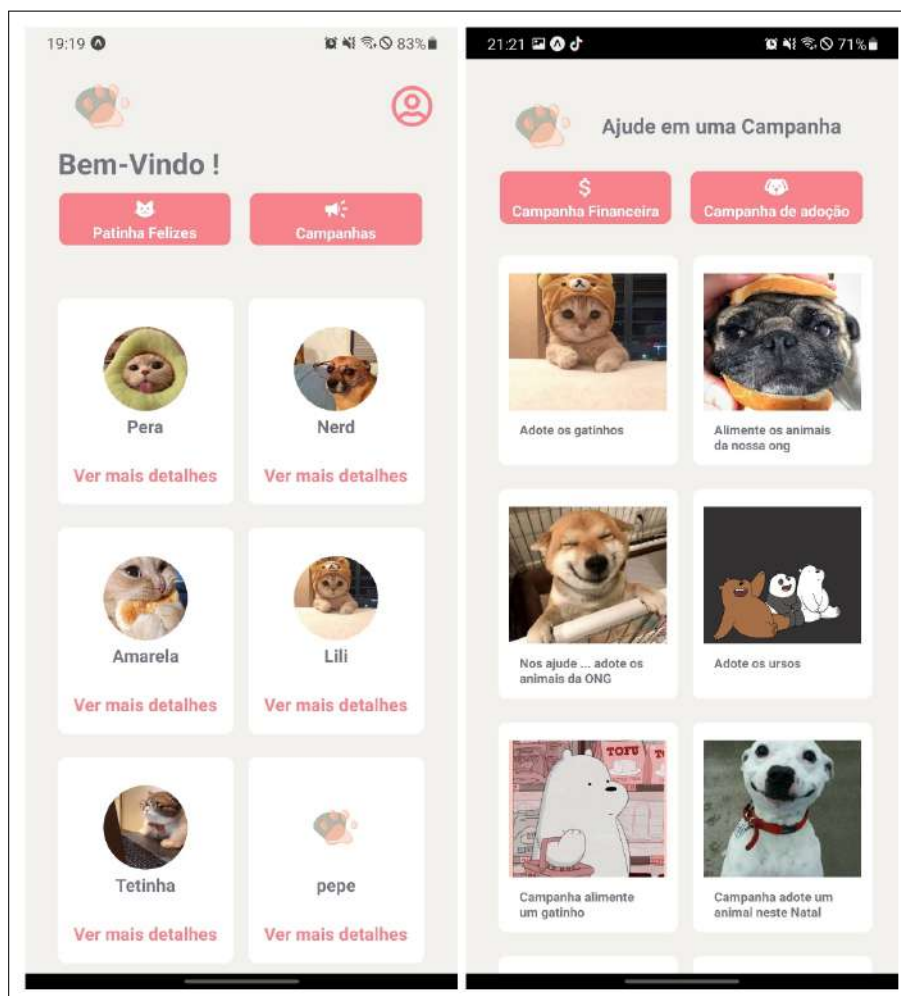 19:19
83%
Bem-Vindo !
Patinha Felizes
Campanhas
Pera
Nerd
Ver mais detalhes
Ver mais detalhes
Amarela
Lili
Ver mais detalhes
Ver mais detalhes
Tetinha
pepe
Ver mais detalhes
Ver mais detalhes
21:21
71%
Ajude em uma Campanha
$
Campanha Financeira
Campanha de adoção
Adote os gatinhos
Alimente os animais
da nossa ong
Nos ajude ... adote os
animais da ONG
Adote os ursos
TOFU
Campanha alimente
um gatinho
Campanha adote um
animal neste Natal